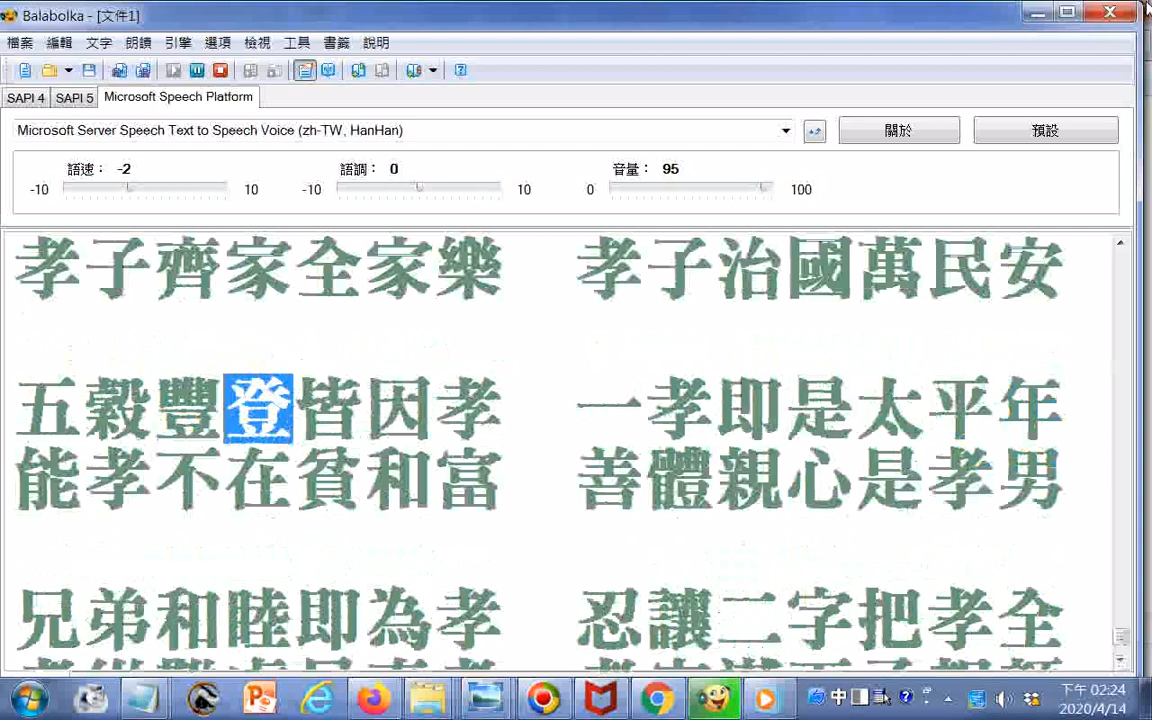 Balabolka - [文件1]
檔案 編輯 文字 朗讀 引擎 選項 檢視 工具 書籤 說明
SAPI 4 SAPI 5 Microsoft Speech Platform
Microsoft Server Speech Text to Speech Voice (zh-TW, HanHan) 關於 預設
語速： -2 語調： 0 音量： 95
-10 10 -10 10 0 100
孝子齊家全家樂 孝子治國萬民安
五穀豐登皆因孝 一孝即是太平年
能孝不在貧和富 善體親心是孝男
兄弟和睦即為孝 忍讓二字把孝全
中 下午 02:24
2020/4/14